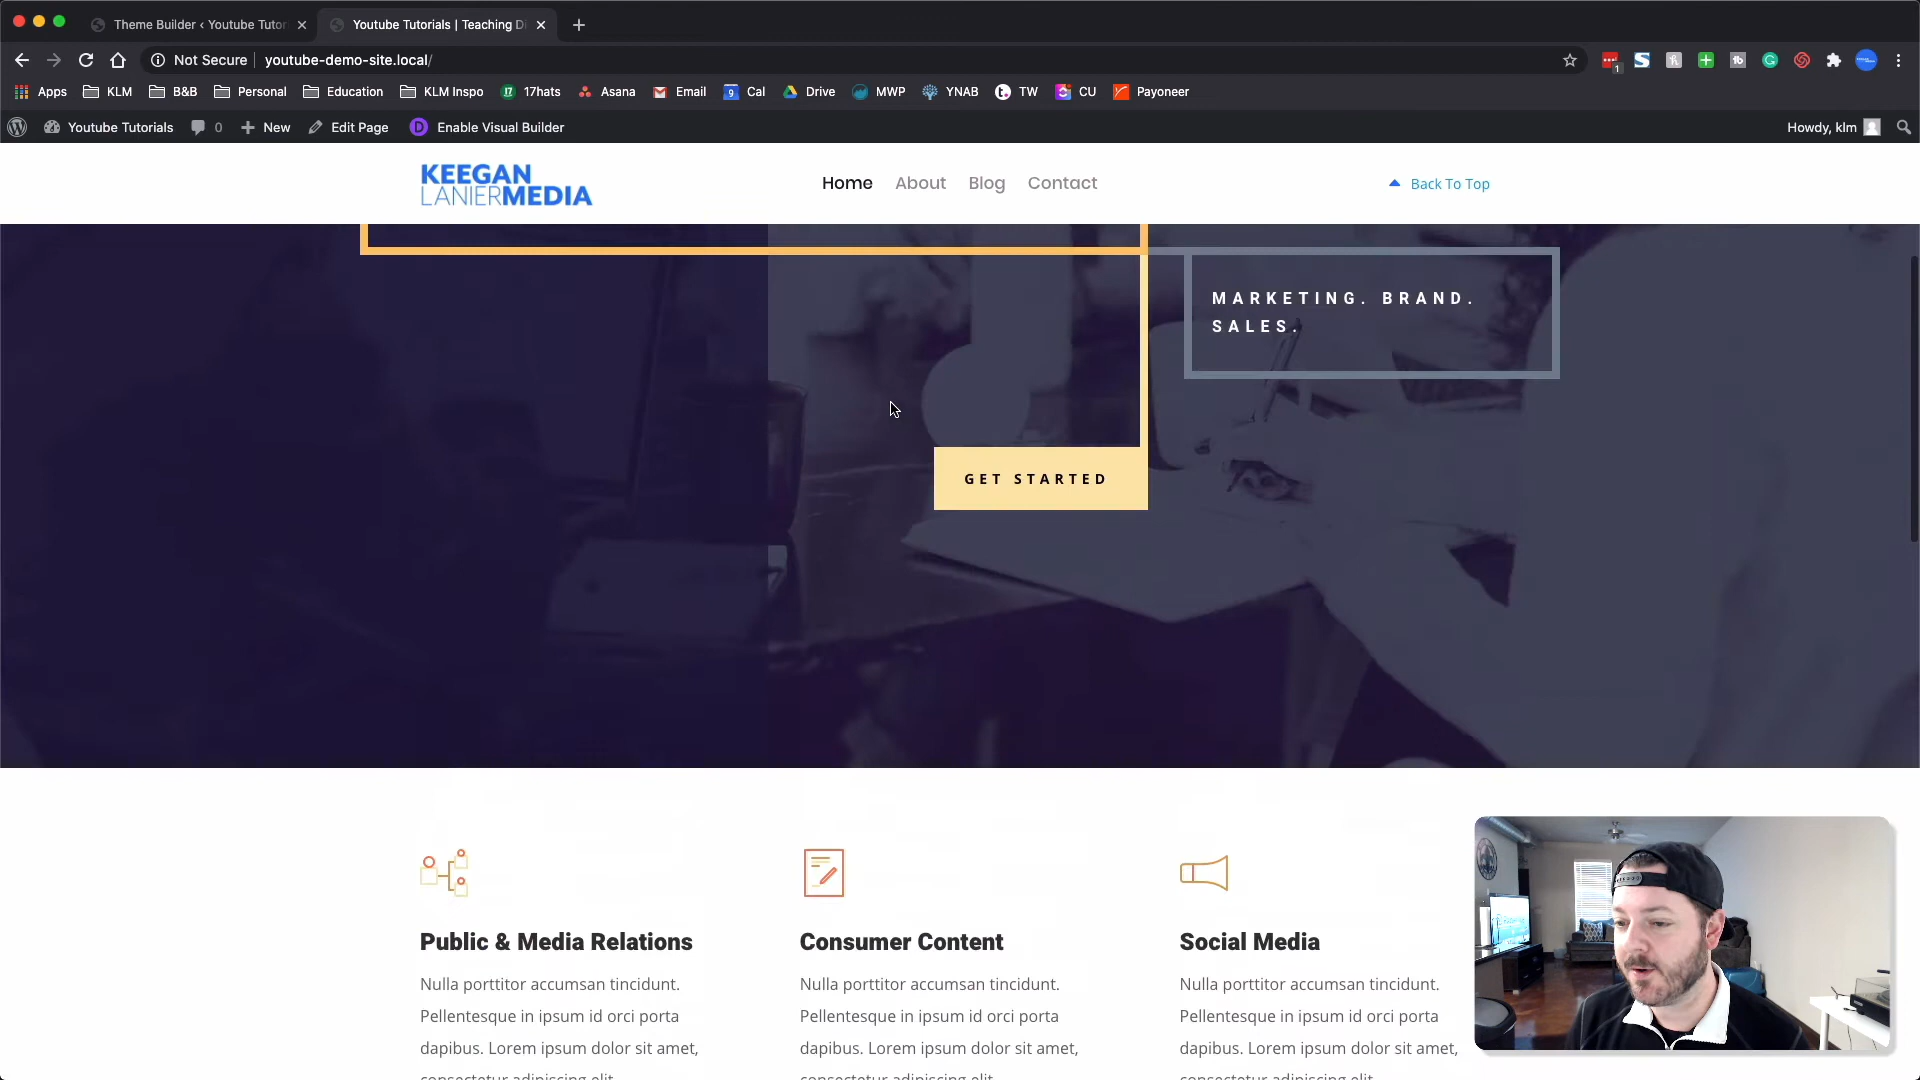 Theme Builder ‹ Youtube Tutor
Youtube Tutorials | Teaching Di
Not Secure youtube-demo-site.local/
Apps KLM B&B Personal Education KLM Inspo 17hats Asana Email Cal Drive MWP YNAB TW CU Payoneer
Youtube Tutorials 0 New Edit Page Enable Visual Builder Howdy, klm
KEEGAN
LANIERMEDIA
Home About Blog Contact
Back To Top
MARKETING. BRAND.
SALES.
GET STARTED
Public & Media Relations
Nulla porttitor accumsan tincidunt.
Pellentesque in ipsum id orci porta
dapibus. Lorem ipsum dolor sit amet,
consectetur adipiscing elit.
Consumer Content
Nulla porttitor accumsan tincidunt.
Pellentesque in ipsum id orci porta
dapibus. Lorem ipsum dolor sit amet,
consectetur adipiscing elit.
Social Media
Nulla porttitor accumsan tincidunt.
Pellentesque in ipsum id orci porta
dapibus. Lorem ipsum dolor sit amet,
consectetur adipiscing elit.